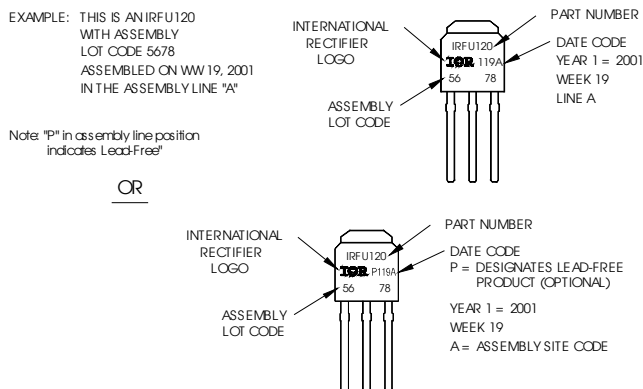 EXAMPLE: THIS IS AN IRFU120
WITH ASSEMBLY
LOT CODE 5678
ASSEMBLED ON WW 19, 2001
IN THE ASSEMBLY LINE "A"
Note: "P" in assembly line position
indicates Lead-Free"
INTERNATIONAL
RECTIFIER
LOGO
ASSEMBLY
LOT CODE
IRFU120
IOR 119A
56 78
PART NUMBER
DATE CODE
YEAR 1 = 2001
WEEK 19
LINE A
OR
INTERNATIONAL
RECTIFIER
LOGO
ASSEMBLY
LOT CODE
IRFU120
IOR P119A
56 78
PART NUMBER
DATE CODE
P = DESIGNATES LEAD-FREE
PRODUCT (OPTIONAL)
YEAR 1 = 2001
WEEK 19
A = ASSEMBLY SITE CODE